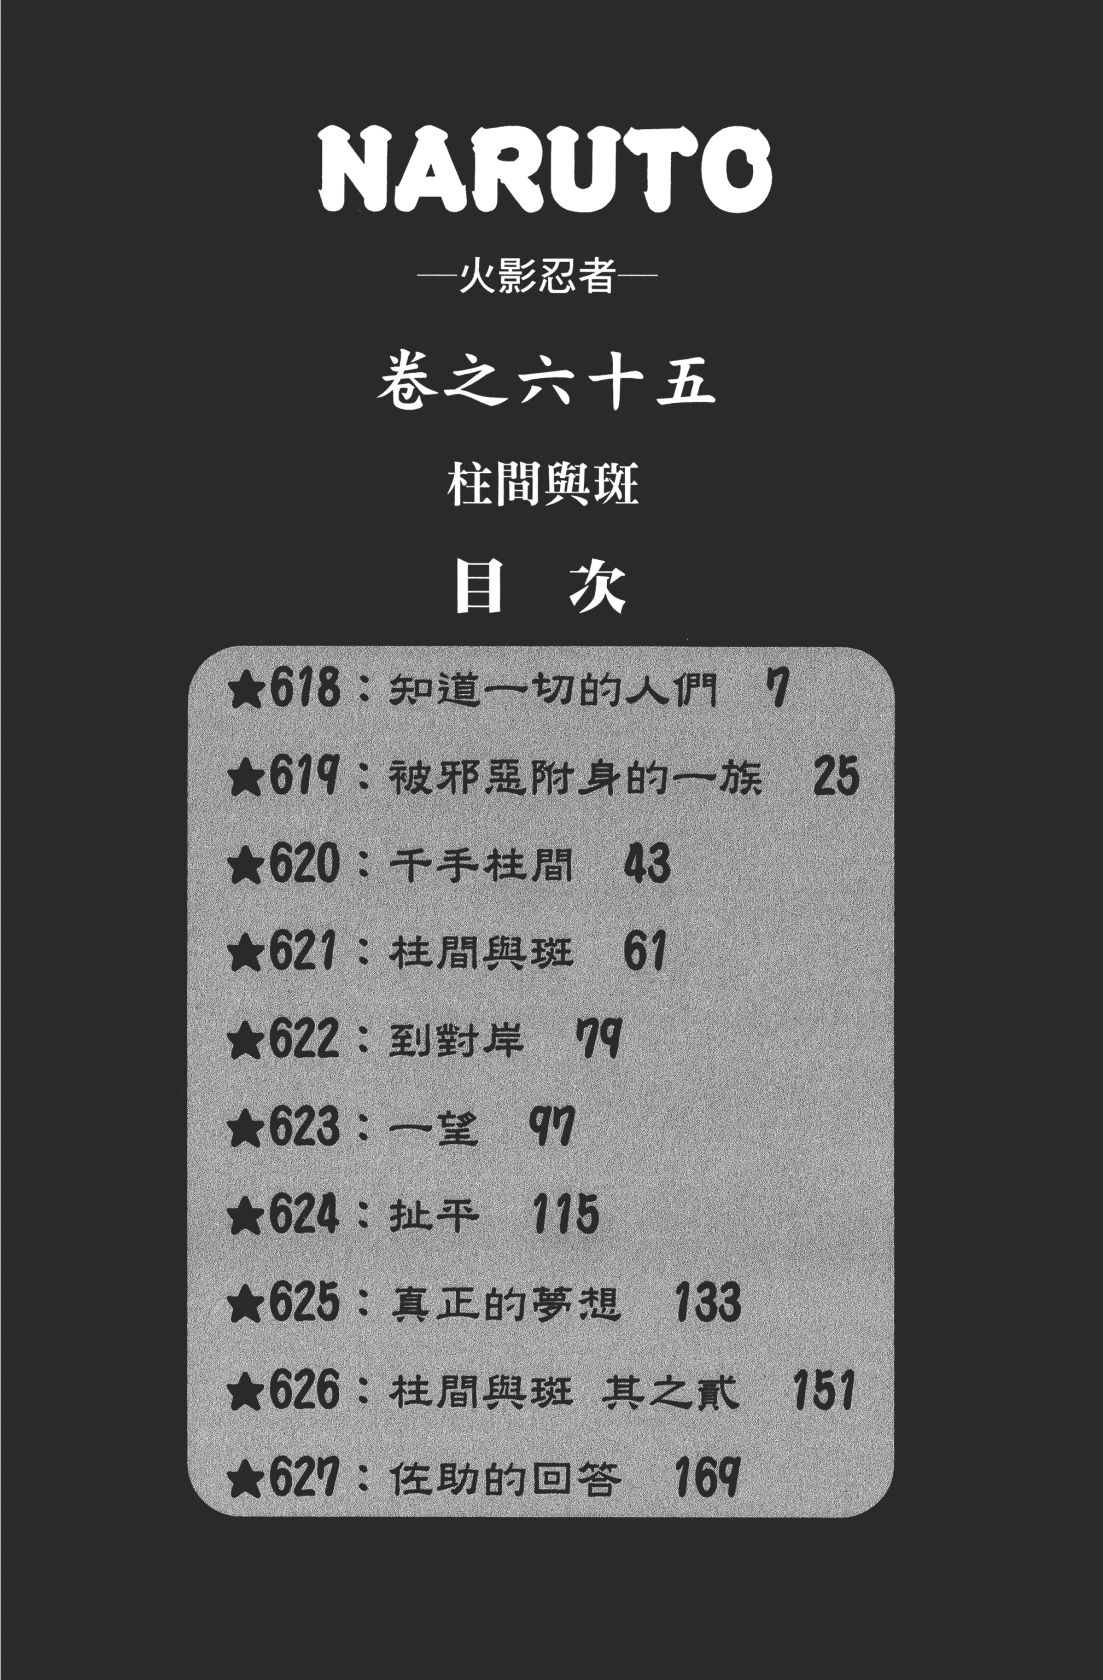 NARUTO
—火影忍者—
卷之六十五
柱間與斑
目 次
★618：知道一切的人們 7
★619：被邪惡附身的一族 25
★620：千手柱間 43
★621：柱間與斑 61
★622：到對岸 79
★623：一望 97
★624：扯平 115
★625：真正的夢想 133
★626：柱間與斑 其之貳 151
★627：佐助的回答 169